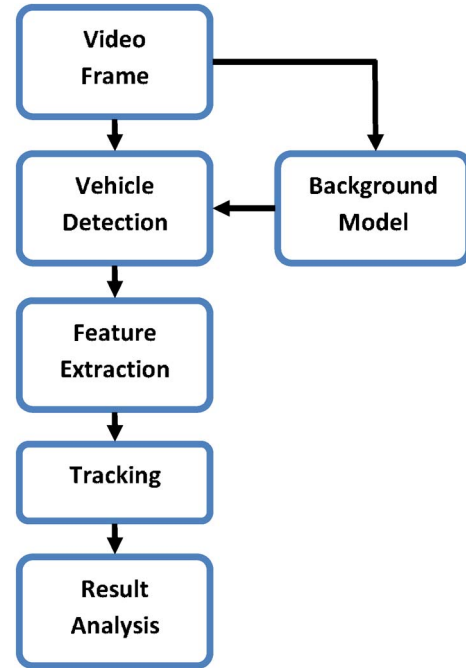 Video
Frame
Vehicle
Detection
Background
Model
Feature
Extraction
Tracking
Result
Analysis